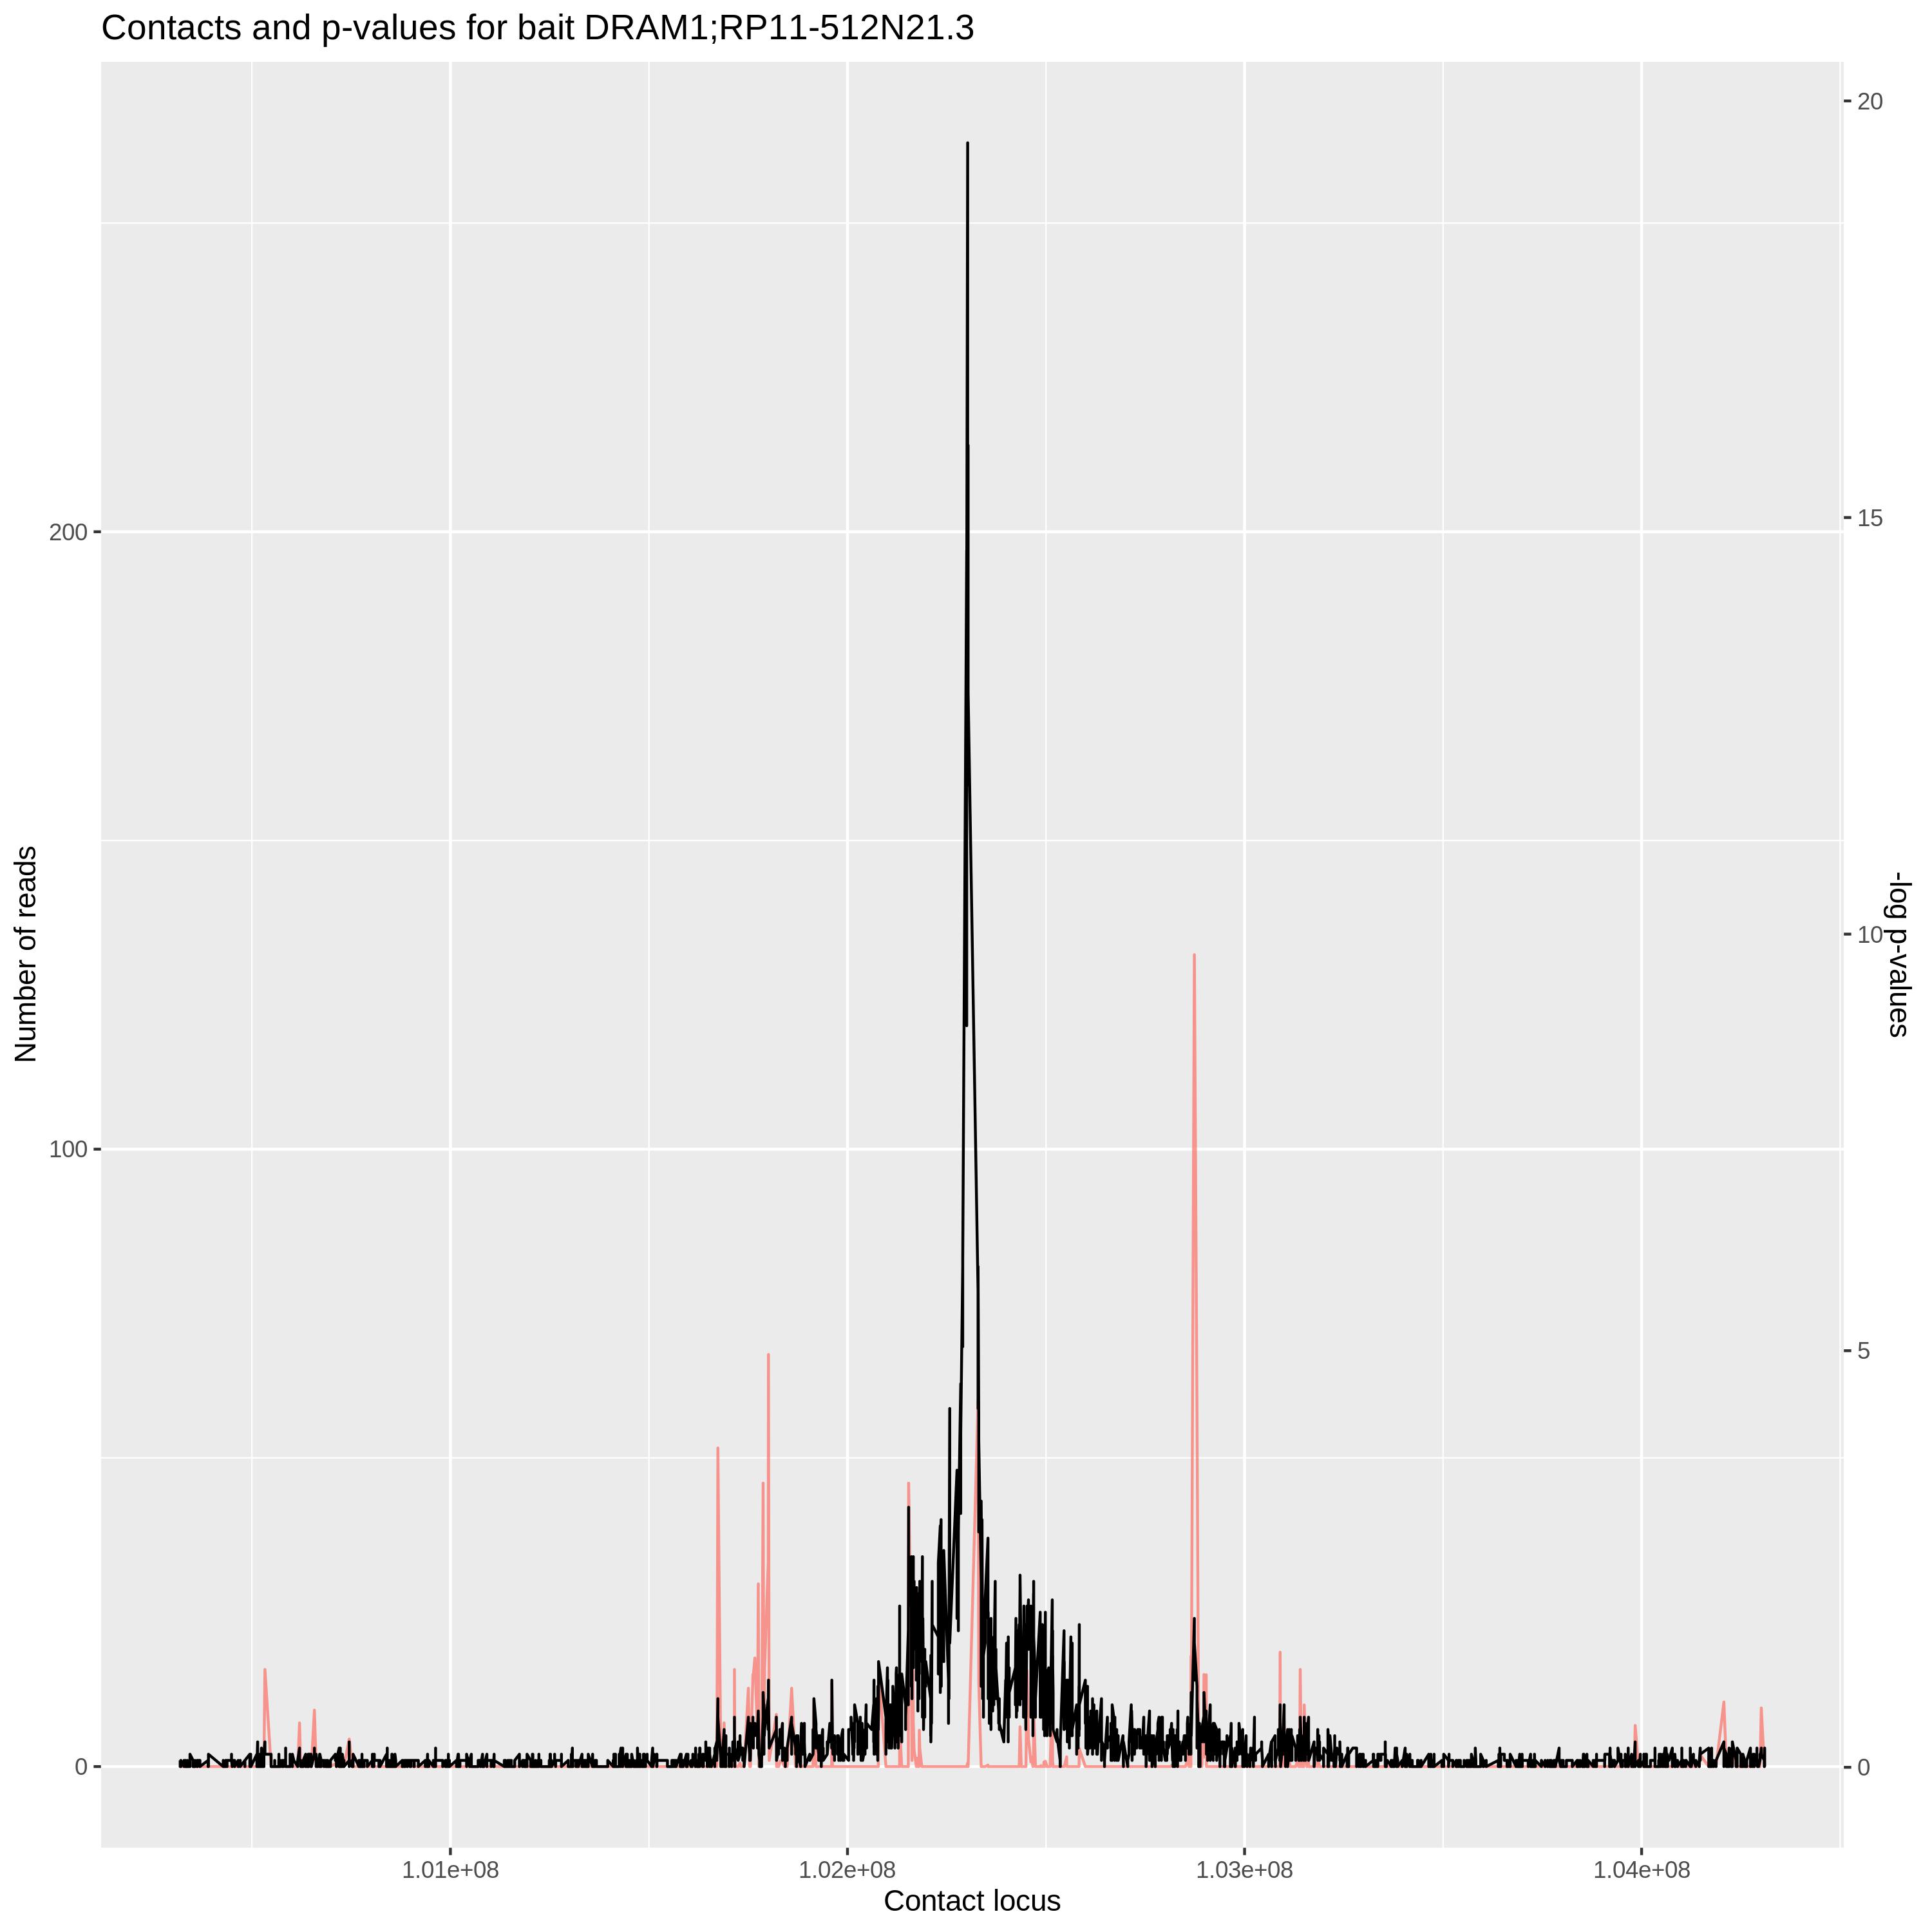 Contacts and p-values for bait DRAM1;RP11-512N21.3
Number of reads
200
100
0
20
15
10
5
0
-log p-values
1.01e+08
1.02e+08
1.03e+08
1.04e+08
Contact locus